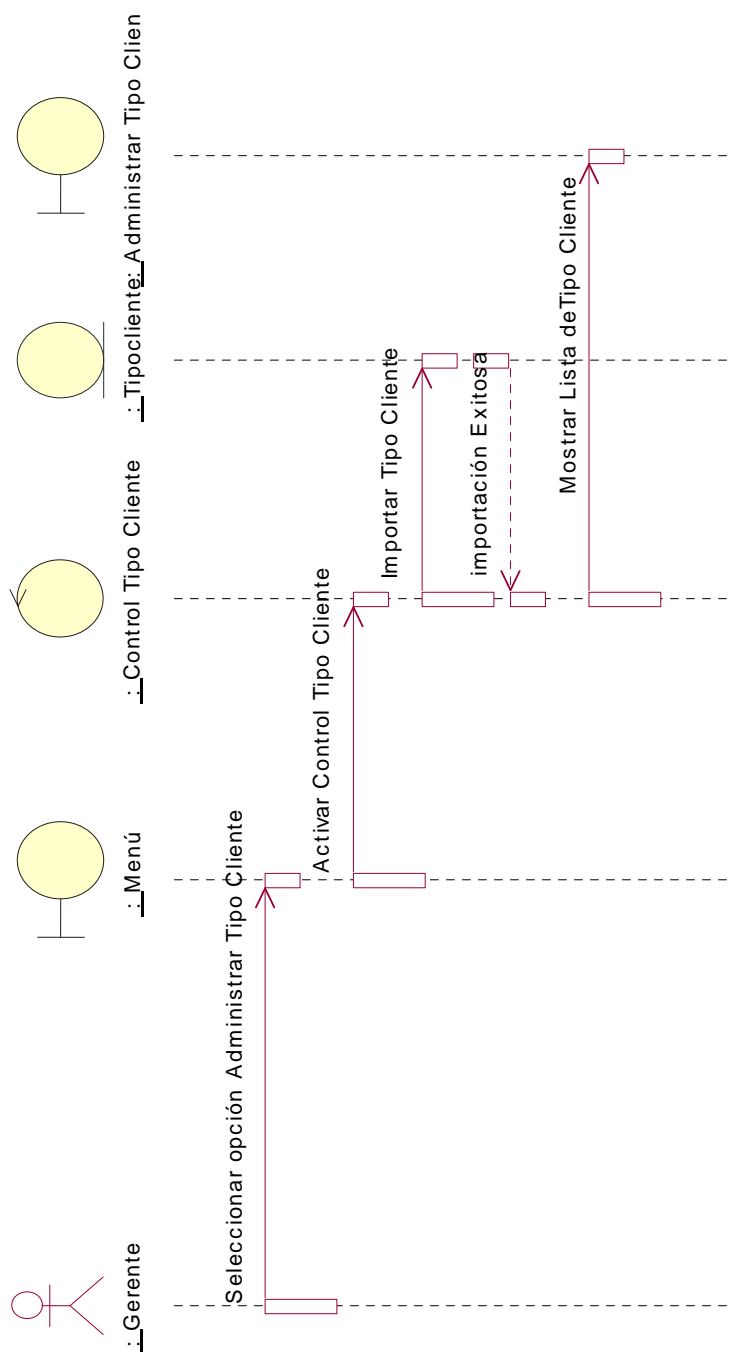 : Gerente
: Menú
: Control Tipo Cliente
: Tipocliente
: Administrar Tipo Clien
Seleccionar opción Administrar Tipo Cliente
Activar Control Tipo Cliente
Importar Tipo Cliente
importación Exitosa
Mostrar Lista deTipo Cliente